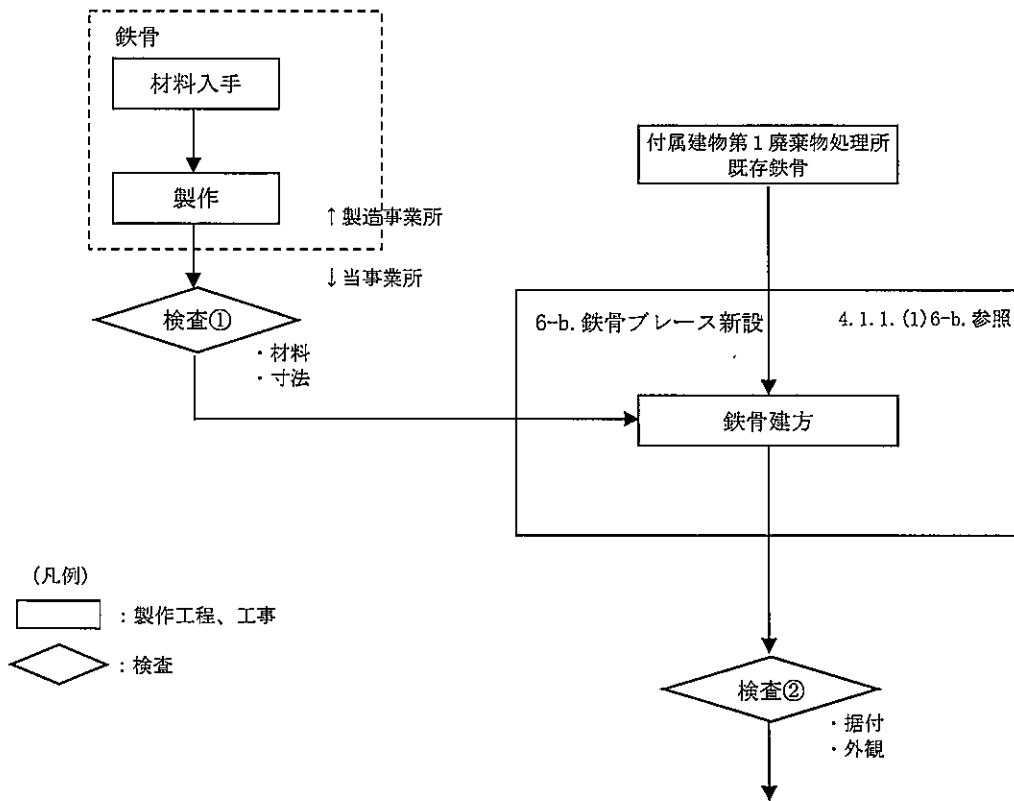 鉄骨
材料入手
製作
↑製造事業所
↓当事業所
検査①
・材料
・寸法
付属建物第1廃棄物処理所
既存鉄骨
6-b.鉄骨ブレース新設
4.1.1.(1)6-b.参照
鉄骨建方
(凡例)
：製作工程、工事
：検査
検査②
・据付
・外観